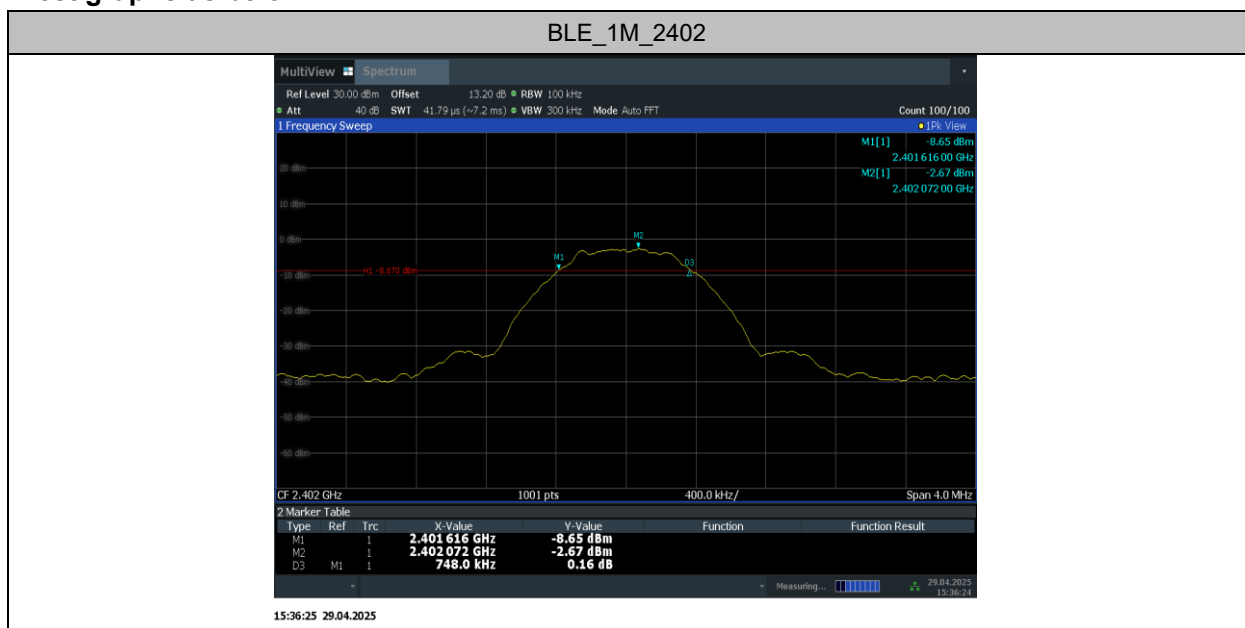 BLE_1M_2402
MultiView Spectrum
Ref Level 30.00 dBm Offset 13.20 dB RBW 100 kHz
Att 40 dB SWT 41.79 µs (~7.2 ms) VBW 300 kHz Mode Auto FFT Count 100/100
1 Frequency Sweep 1Pk View
M1[1] -8.65 dBm
2.401 616 00 GHz
20 dBm
M2[1] -2.67 dBm
2.402 072 00 GHz
10 dBm
0 dBm
M2
M1
D3
-10 dBm
H1 -8.670 dBm
-20 dBm
-30 dBm
-40 dBm
-50 dBm
-60 dBm
CF 2.402 GHz 1001 pts 400.0 kHz/ Span 4.0 MHz
2 Marker Table
Type Ref Trc X-Value Y-Value Function Function Result
M1 1 2.401 616 GHz -8.65 dBm
M2 1 2.402 072 GHz -2.67 dBm
D3 M1 1 748.0 kHz 0.16 dB
Measuring... 29.04.2025
15:36:24
15:36:25 29.04.2025